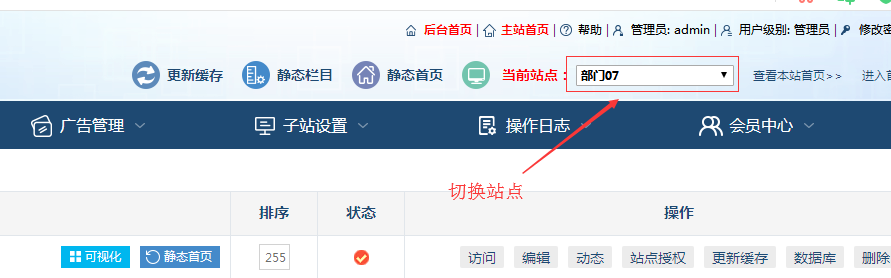 后台首页 | 主站首页 | 帮助 | 管理员: admin | 用户级别: 管理员 | 修改密
更新缓存 静态栏目 静态首页 当前站点： 部门07 查看本站首页>> 进入首
广告管理 子站设置 操作日志 会员中心
切换站点
排序 状态 操作
可视化 静态首页 255 访问 编辑 动态 站点授权 更新缓存 数据库 删除